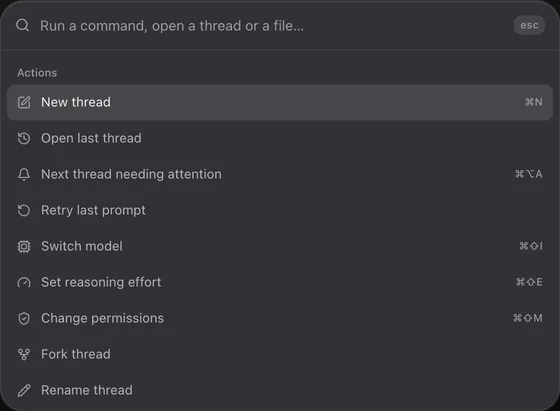 Run a command, open a thread or a file...
esc
Actions
New thread ⌘N
Open last thread
Next thread needing attention ⌘⌥A
Retry last prompt
Switch model ⌘⇧I
Set reasoning effort ⌘⇧E
Change permissions ⌘⇧M
Fork thread
Rename thread